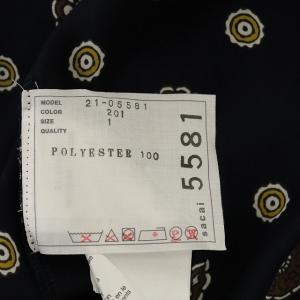 MODEL 21-05581
COLOR 201
SIZE 1
QUALITY
POLYESTER 100
5581
sacai